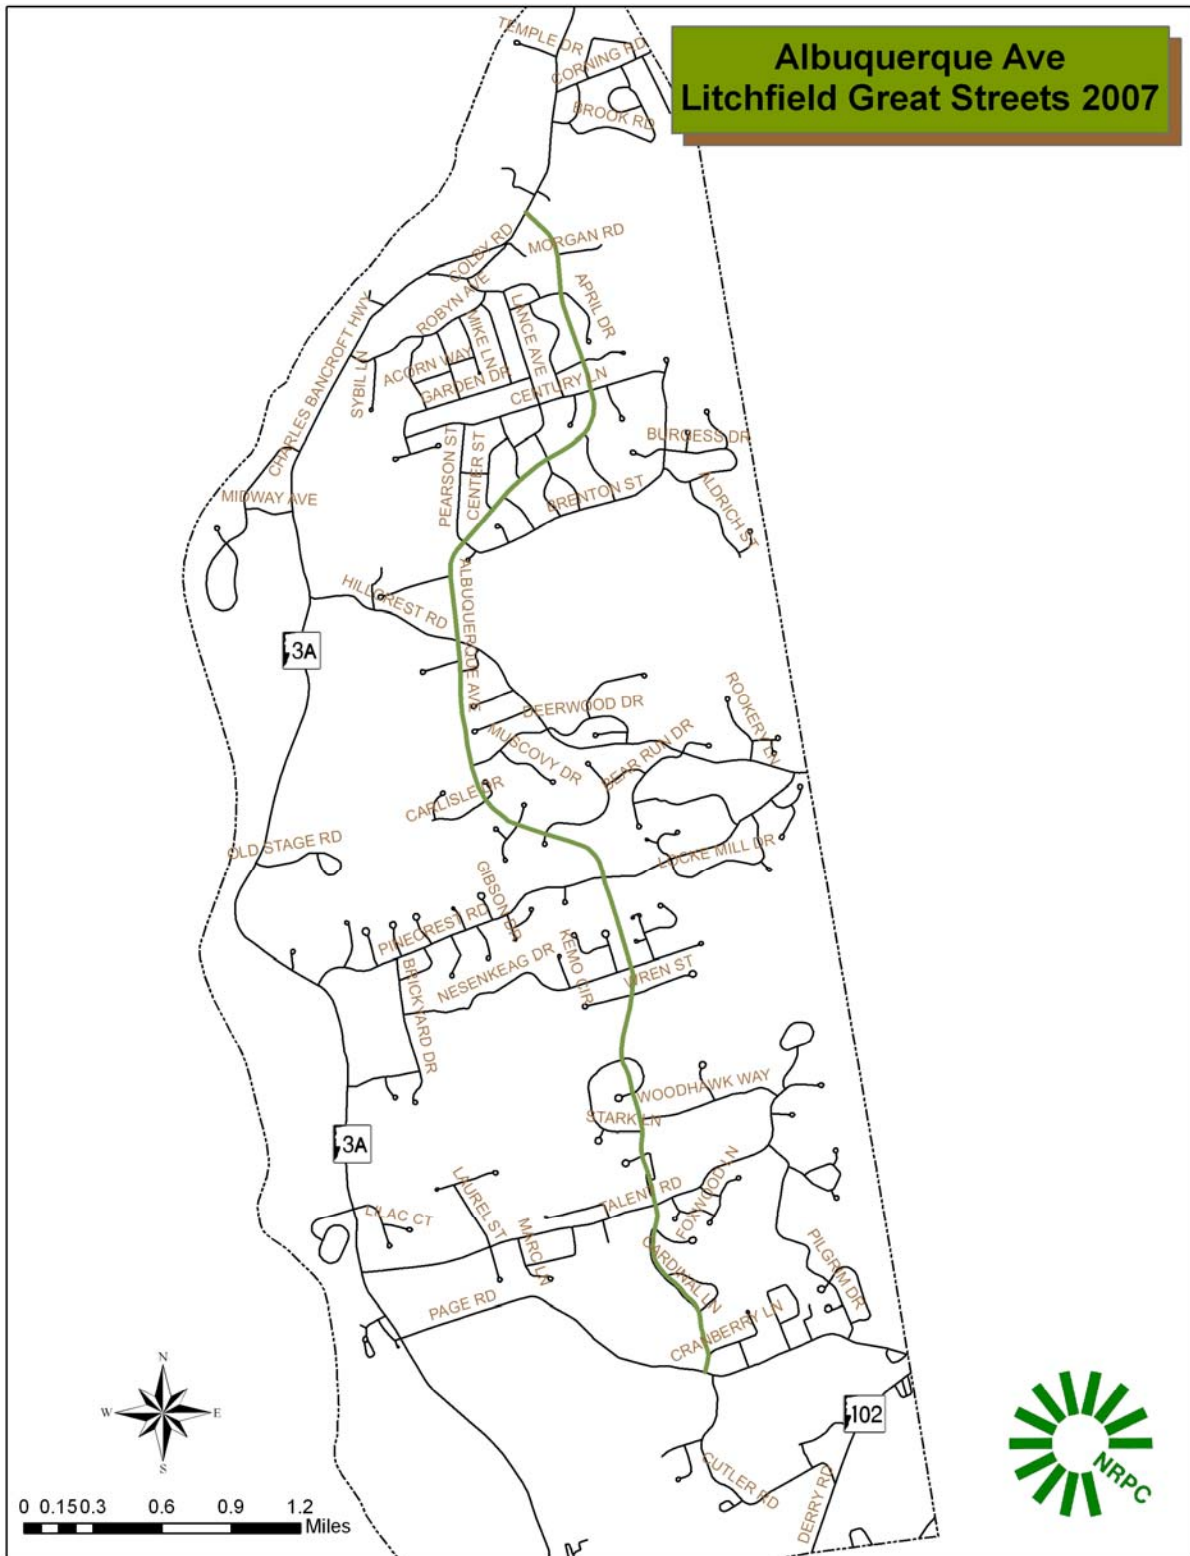 Albuquerque Ave
Litchfield Great Streets 2007
TEMPLE DR
CORNING RD
BROOK RD
COLBY RD
MORGAN RD
APRIL DR
ROBYN AVE
LANCE AVE
MIKE LN
CHARLES BANCROFT HWY
SYBIL LN
ACORN WAY
GARDEN DR
CENTURY LN
BURGESS DR
PEARSON ST
CENTER ST
MIDWAY AVE
BRENTON ST
ALDRICH ST
HILLCREST RD
ALBUQUERQUE AVE
3A
DEERWOOD DR
ROOKERY LN
MUSCOVY DR
BEAR RUN DR
CARLISLE DR
OLD STAGE RD
LOCKE MILL DR
GIBSON DR
PINECREST RD
NESENKEAG DR
KEMO CIR
WREN ST
BRICKYARD DR
WOODHAWK WAY
STARK LN
3A
LAUREL ST
TALENT RD
FOXWOOD LN
LILAC CT
MARC LN
CARDINAL LN
PILGRIM DR
PAGE RD
CRANBERRY LN
N
W
E
S
102
CUTLER RD
DERRY RD
NRPC
0 0.15 0.3 0.6 0.9 1.2
Miles